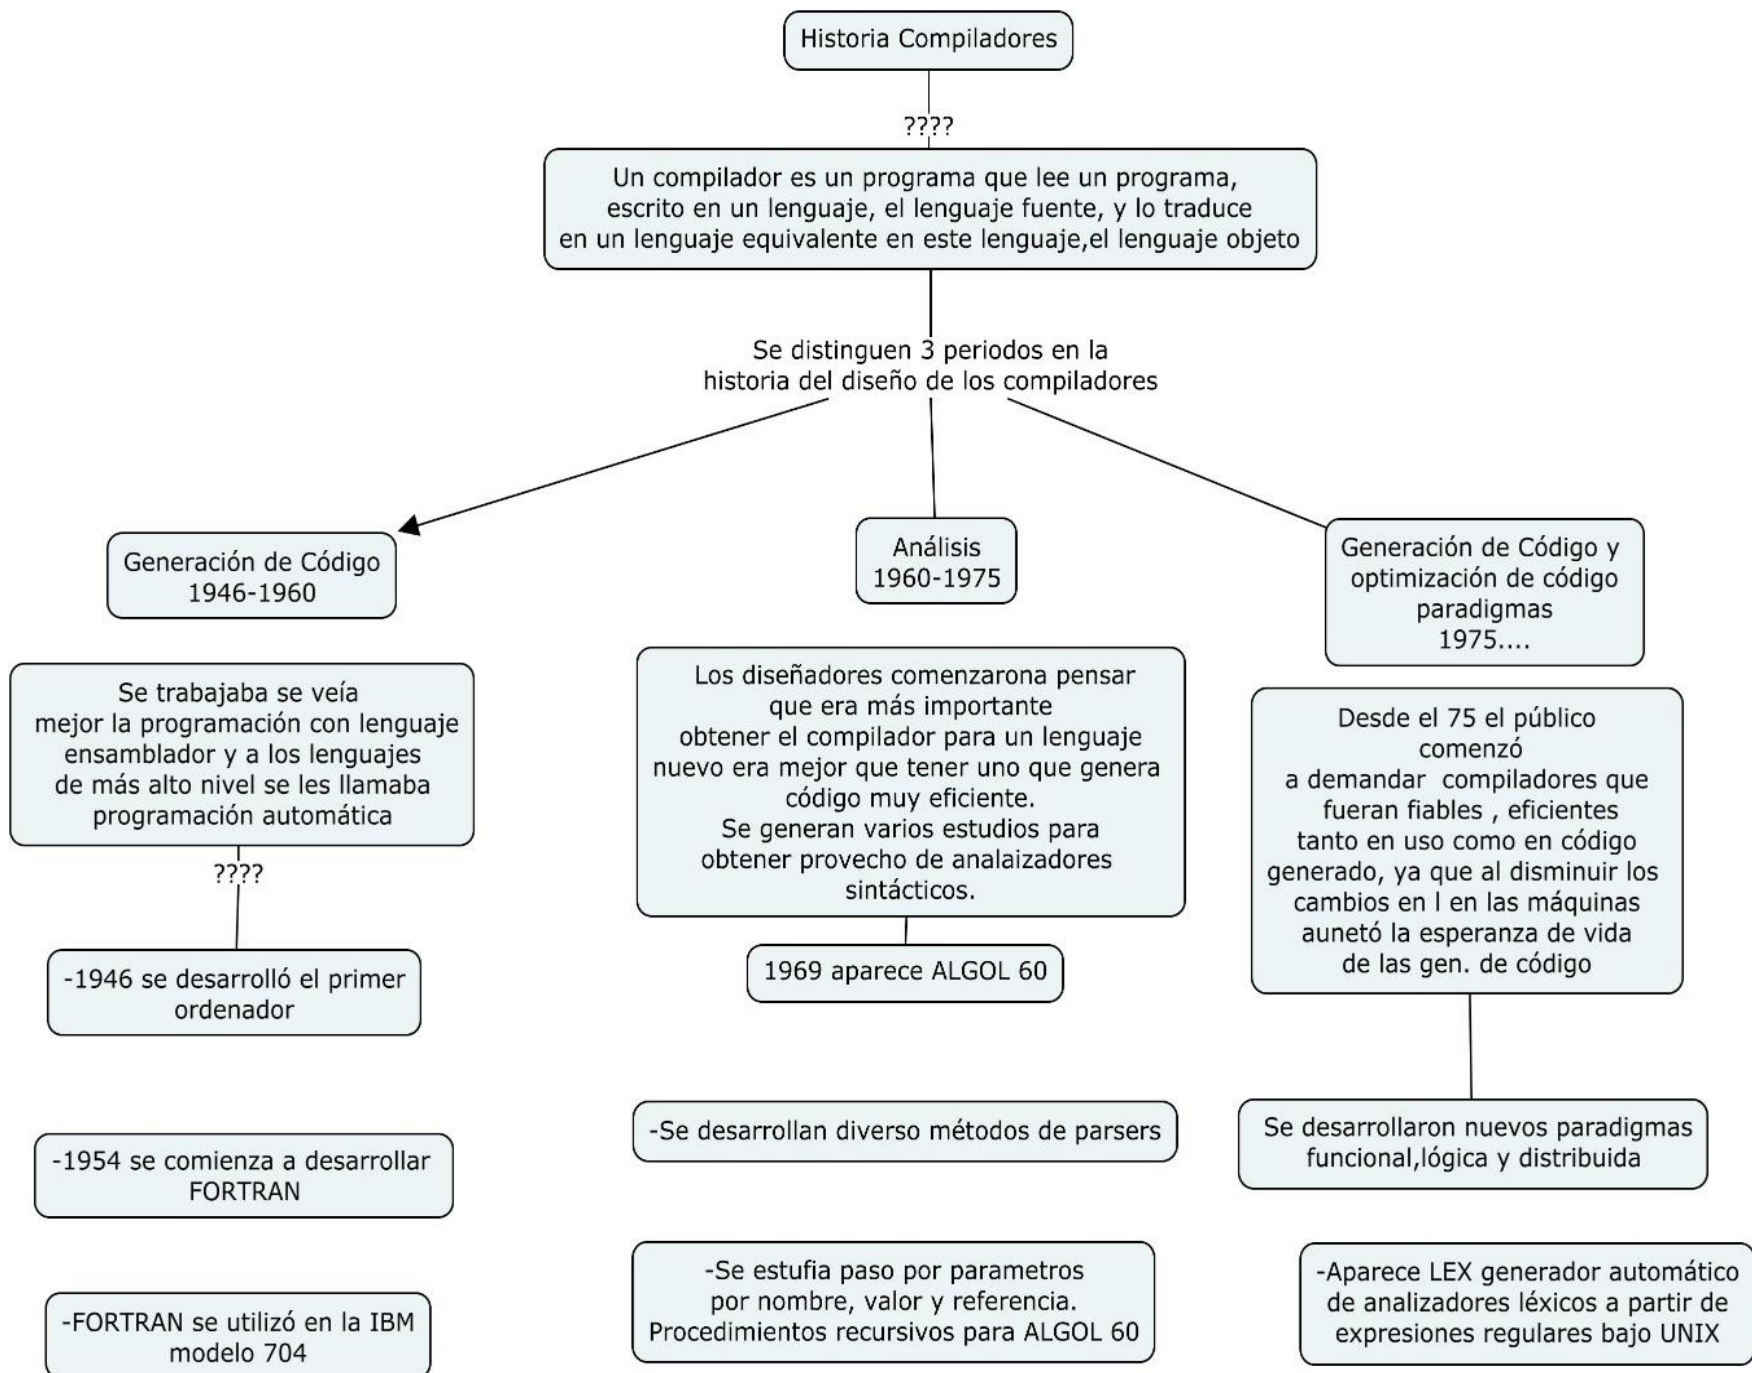 Historia Compiladores
????
Un compilador es un programa que lee un programa,
escrito en un lenguaje, el lenguaje fuente, y lo traduce
en un lenguaje equivalente en este lenguaje,el lenguaje objeto
Se distinguen 3 periodos en la
historia del diseño de los compiladores
Generación de Código
1946-1960
Se trabajaba se veía
mejor la programación con lenguaje
ensamblador y a los lenguajes
de más alto nivel se les llamaba
programación automática
????
-1946 se desarrolló el primer
ordenador
-1954 se comienza a desarrollar
FORTRAN
-FORTRAN se utilizó en la IBM
modelo 704
Análisis
1960-1975
Los diseñadores comenzarona pensar
que era más importante
obtener el compilador para un lenguaje
nuevo era mejor que tener uno que genera
código muy eficiente.
Se generan varios estudios para
obtener provecho de analaizadores
sintácticos.
1969 aparece ALGOL 60
-Se desarrollan diverso métodos de parsers
-Se estufia paso por parametros
por nombre, valor y referencia.
Procedimientos recursivos para ALGOL 60
Generación de Código y
optimización de código
paradigmas
1975....
Desde el 75 el público
comenzó
a demandar compiladores que
fueran fiables , eficientes
tanto en uso como en código
generado, ya que al disminuir los
cambios en l en las máquinas
aunetó la esperanza de vida
de las gen. de código
Se desarrollaron nuevos paradigmas
funcional,lógica y distribuida
-Aparece LEX generador automático
de analizadores léxicos a partir de
expresiones regulares bajo UNIX